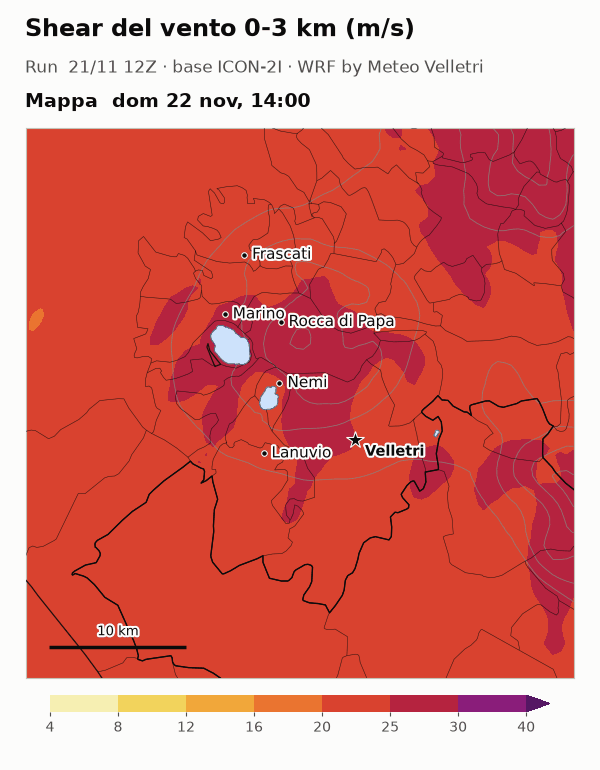 Shear del vento 0-3 km (m/s)
Run  21/11 12Z · base ICON-2I · WRF by Meteo Velletri
Mappa  dom 22 nov, 14:00
Frascati
Marino
Rocca di Papa
Nemi
Velletri
Lanuvio
10 km
4 8 12 16 20 25 30 40